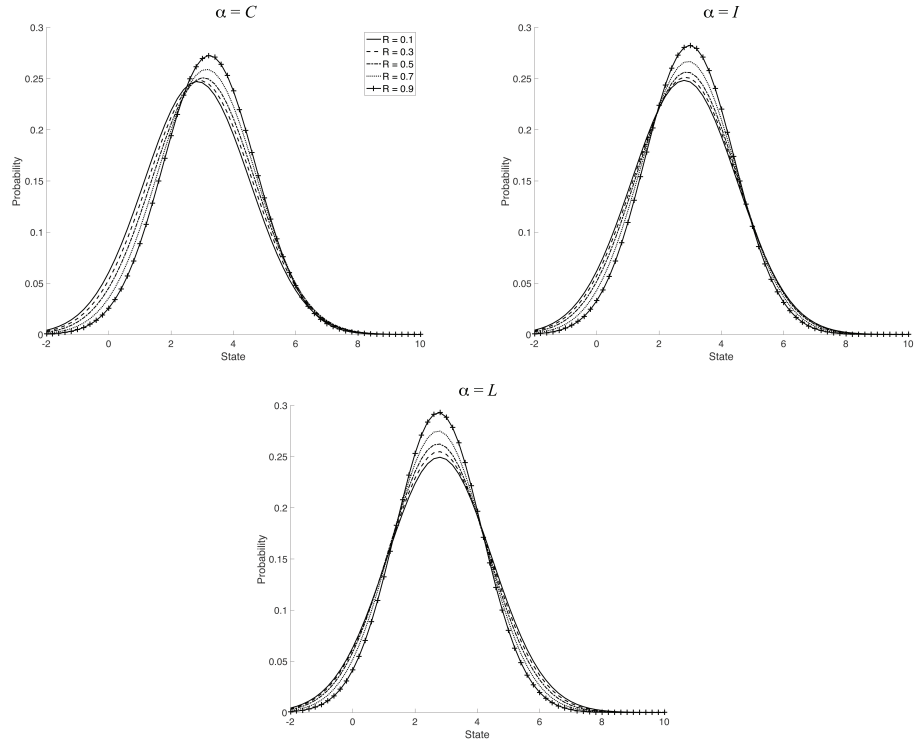 α = C
0.3
0.25
0.2
0.15
0.1
0.05
0
Probability
-2 0 2 4 6 8 10
State
R = 0.1
R = 0.3
R = 0.5
R = 0.7
R = 0.9
α = I
0.3
0.25
0.2
0.15
0.1
0.05
0
Probability
-2 0 2 4 6 8 10
State
α = L
0.3
0.25
0.2
0.15
0.1
0.05
0
Probability
-2 0 2 4 6 8 10
State